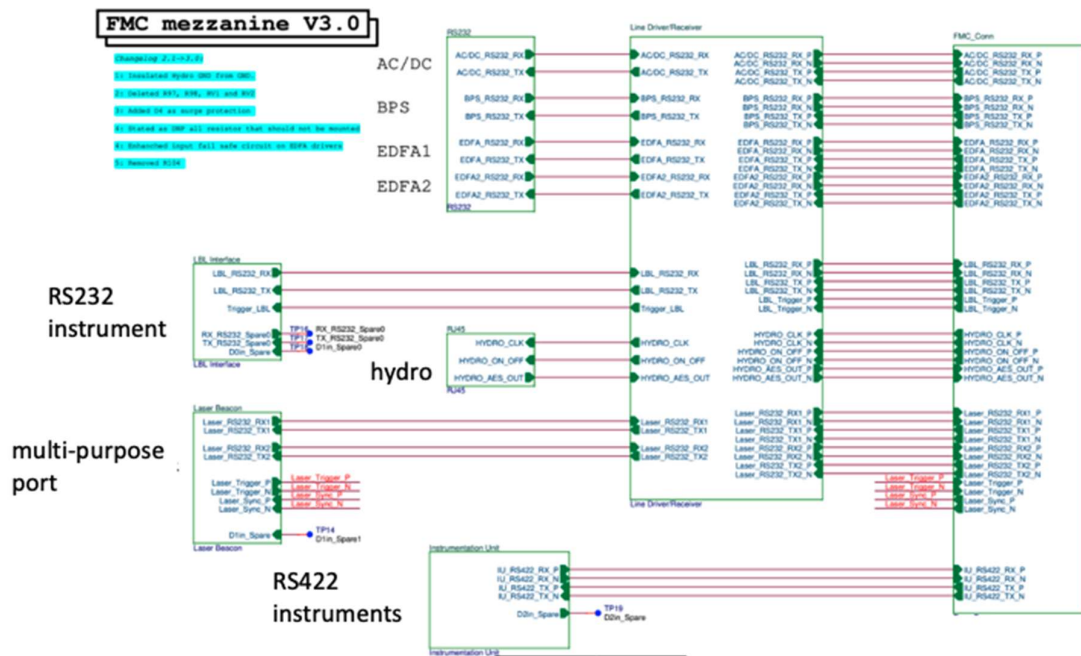 FMC mezzanine V3.0
Changelog 2.1->3.0)
1: Insulated Hydro GND from GND.
2: Deleted R97, R98, RV1 and RV2
3: Added D4 as surge protection
4: Stated as DNP all resistor that should not be mounted
4: Enhanched input fail safe circuit on EDFA drivers
5: Removed R104
AC/DC
BPS
EDFA1
EDFA2
RS232
AC/DC_RS232_RX
AC/DC_RS232_TX
BPS_RS232_RX
BPS_RS232_TX
EDFA_RS232_RX
EDFA_RS232_TX
EDFA2_RS232_RX
EDFA2_RS232_TX
RS232
Line Driver/Receiver
AC/DC_RS232_RX
AC/DC_RS232_TX
BPS_RS232_RX
BPS_RS232_TX
EDFA_RS232_RX
EDFA_RS232_TX
EDFA2_RS232_RX
EDFA2_RS232_TX
LBL_RS232_RX
LBL_RS232_TX
Trigger_LBL
HYDRO_CLK
HYDRO_ON_OFF
HYDRO_AES_OUT
Laser_RS232_RX1
Laser_RS232_TX1
Laser_RS232_RX2
Laser_RS232_TX2
AC/DC_RS232_RX_P
AC/DC_RS232_RX_N
AC/DC_RS232_TX_P
AC/DC_RS232_TX_N
BPS_RS232_RX_P
BPS_RS232_RX_N
BPS_RS232_TX_P
BPS_RS232_TX_N
EDFA_RS232_RX_P
EDFA_RS232_RX_N
EDFA_RS232_TX_P
EDFA_RS232_TX_N
EDFA2_RS232_RX_P
EDFA2_RS232_RX_N
EDFA2_RS232_TX_P
EDFA2_RS232_TX_N
LBL_RS232_RX_P
LBL_RS232_RX_N
LBL_RS232_TX_P
LBL_RS232_TX_N
LBL_Trigger_P
LBL_Trigger_N
HYDRO_CLK_P
HYDRO_CLK_N
HYDRO_ON_OFF_P
HYDRO_ON_OFF_N
HYDRO_AES_OUT_P
HYDRO_AES_OUT_N
Laser_RS232_RX1_P
Laser_RS232_RX1_N
Laser_RS232_TX1_P
Laser_RS232_TX1_N
Laser_RS232_RX2_P
Laser_RS232_RX2_N
Laser_RS232_TX2_P
Laser_RS232_TX2_N
Line Driver/Receiver
FMC_Conn
AC/DC_RS232_RX_P
AC/DC_RS232_RX_N
AC/DC_RS232_TX_P
AC/DC_RS232_TX_N
BPS_RS232_RX_P
BPS_RS232_RX_N
BPS_RS232_TX_P
BPS_RS232_TX_N
EDFA_RS232_RX_P
EDFA_RS232_RX_N
EDFA_RS232_TX_P
EDFA_RS232_TX_N
EDFA2_RS232_RX_P
EDFA2_RS232_RX_N
EDFA2_RS232_TX_P
EDFA2_RS232_TX_N
LBL_RS232_RX_P
LBL_RS232_RX_N
LBL_RS232_TX_P
LBL_RS232_TX_N
LBL_Trigger_P
LBL_Trigger_N
HYDRO_CLK_P
HYDRO_CLK_N
HYDRO_ON_OFF_P
HYDRO_ON_OFF_N
HYDRO_AES_OUT_P
HYDRO_AES_OUT_N
Laser_RS232_RX1_P
Laser_RS232_RX1_N
Laser_RS232_TX1_P
Laser_RS232_TX1_N
Laser_RS232_RX2_P
Laser_RS232_RX2_N
Laser_RS232_TX2_P
Laser_RS232_TX2_N
Laser_Trigger_P
Laser_Trigger_N
Laser_Sync_P
Laser_Sync_N
Laser_Trigger_P
Laser_Trigger_N
Laser_Sync_P
Laser_Sync_N
IU_RS422_RX_P
IU_RS422_RX_N
IU_RS422_TX_P
IU_RS422_TX_N
RS232
instrument
LBL Interface
LBL_RS232_RX
LBL_RS232_TX
Trigger_LBL
RX_RS232_Spare0
TX_RS232_Spare0
D0in_Spare
LBL Interface
TP16 RX_RS232_Spare0
TP17 TX_RS232_Spare0
D1in_Spare0
hydro
RJ45
HYDRO_CLK
HYDRO_ON_OFF
HYDRO_AES_OUT
RJ45
multi-purpose
port
Laser Beacon
Laser_RS232_RX1
Laser_RS232_TX1
Laser_RS232_RX2
Laser_RS232_TX2
Laser_Trigger_P
Laser_Trigger_N
Laser_Sync_P
Laser_Sync_N
D1in_Spare
Laser Beacon
Laser_Trigger_P
Laser_Trigger_N
Laser_Sync_P
Laser_Sync_N
TP14
D1in_Spare1
RS422
instruments
Instrumentation Unit
IU_RS422_RX_P
IU_RS422_RX_N
IU_RS422_TX_P
IU_RS422_TX_N
D2in_Spare
Instrumentation Unit
TP19
D2in_Spare